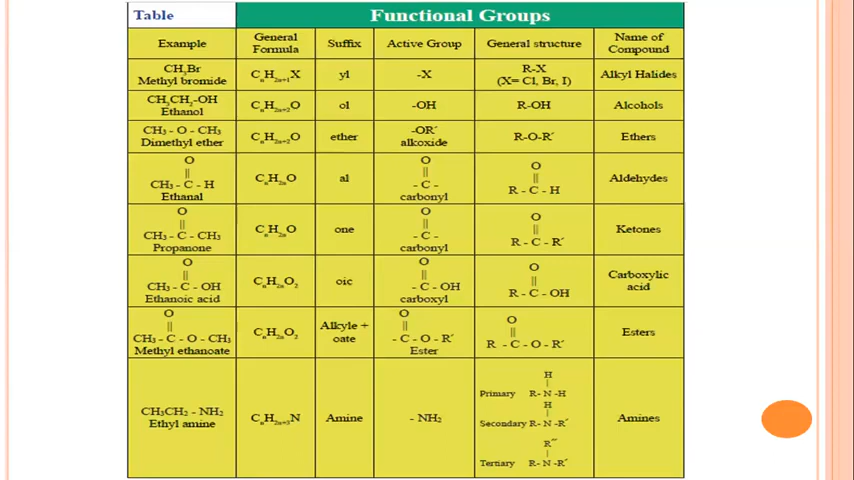 Table Functional Groups
Example General Formula Suffix Active Group General structure Name of Compound
CH3Br Methyl bromide CnH2n+1X yl -X R-X (X= Cl, Br, I) Alkyl Halides
CH3CH2-OH Ethanol CnH2n+2O ol -OH R-OH Alcohols
CH3 - O - CH3 Dimethyl ether CnH2n+2O ether -OR´ alkoxide R-O-R´ Ethers
O || CH3 - C - H Ethanal CnH2nO al O || - C - carbonyl O || R - C - H Aldehydes
O || CH3 - C - CH3 Propanone CnH2nO one O || - C - carbonyl O || R - C - R´ Ketones
O || CH3 - C - OH Ethanoic acid CnH2nO2 oic O || - C - OH carboxyl O || R - C - OH Carboxylic acid
O || CH3 - C - O - CH3 Methyl ethanoate CnH2nO2 Alkyle + oate O || - C - O - R´ Ester O || R - C - O - R´ Esters
CH3CH2 - NH2 Ethyl amine CnH2n+3N Amine - NH2 Primary H | R- N -H Secondary H | R- N -R´ Tertiary R´´ | R- N -R´ Amines